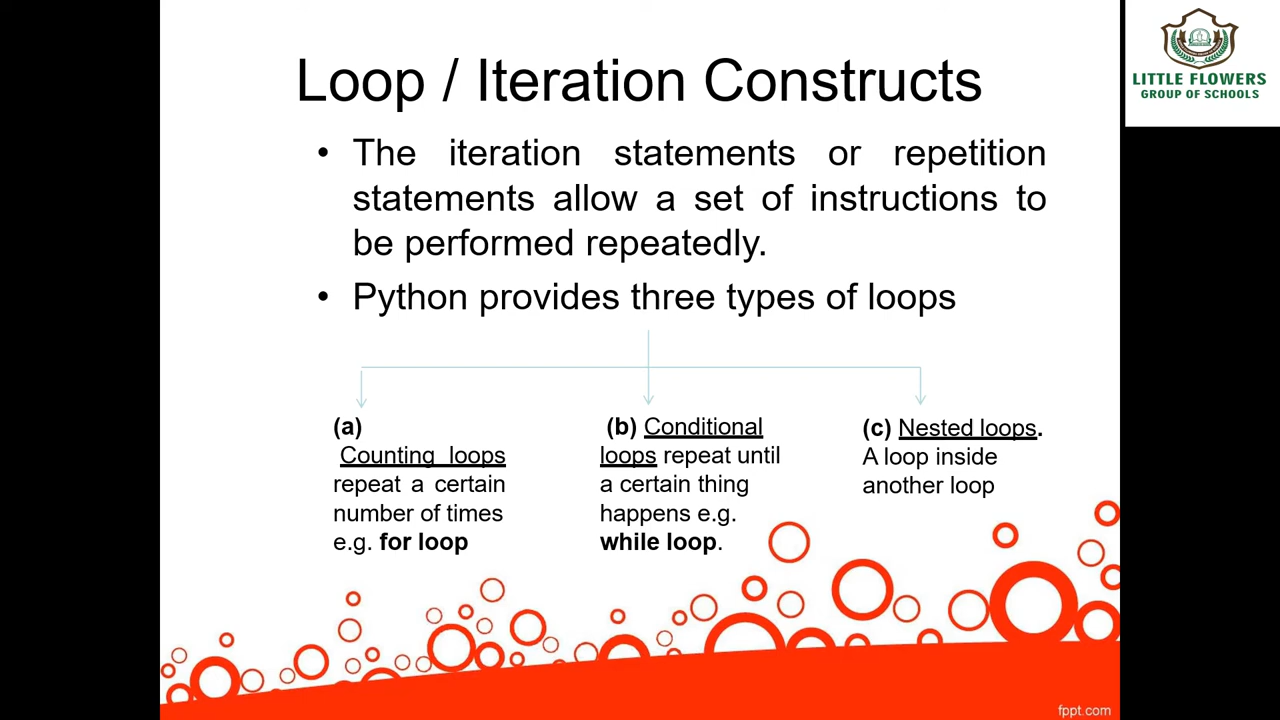 LITTLE FLOWERS
GROUP OF SCHOOLS
Loop / Iteration Constructs
• The iteration statements or repetition
statements allow a set of instructions to
be performed repeatedly.
• Python provides three types of loops
(a)
Counting loops
repeat a certain
number of times
e.g. for loop
(b) Conditional
loops repeat until
a certain thing
happens e.g.
while loop.
(c) Nested loops.
A loop inside
another loop
fppt.com